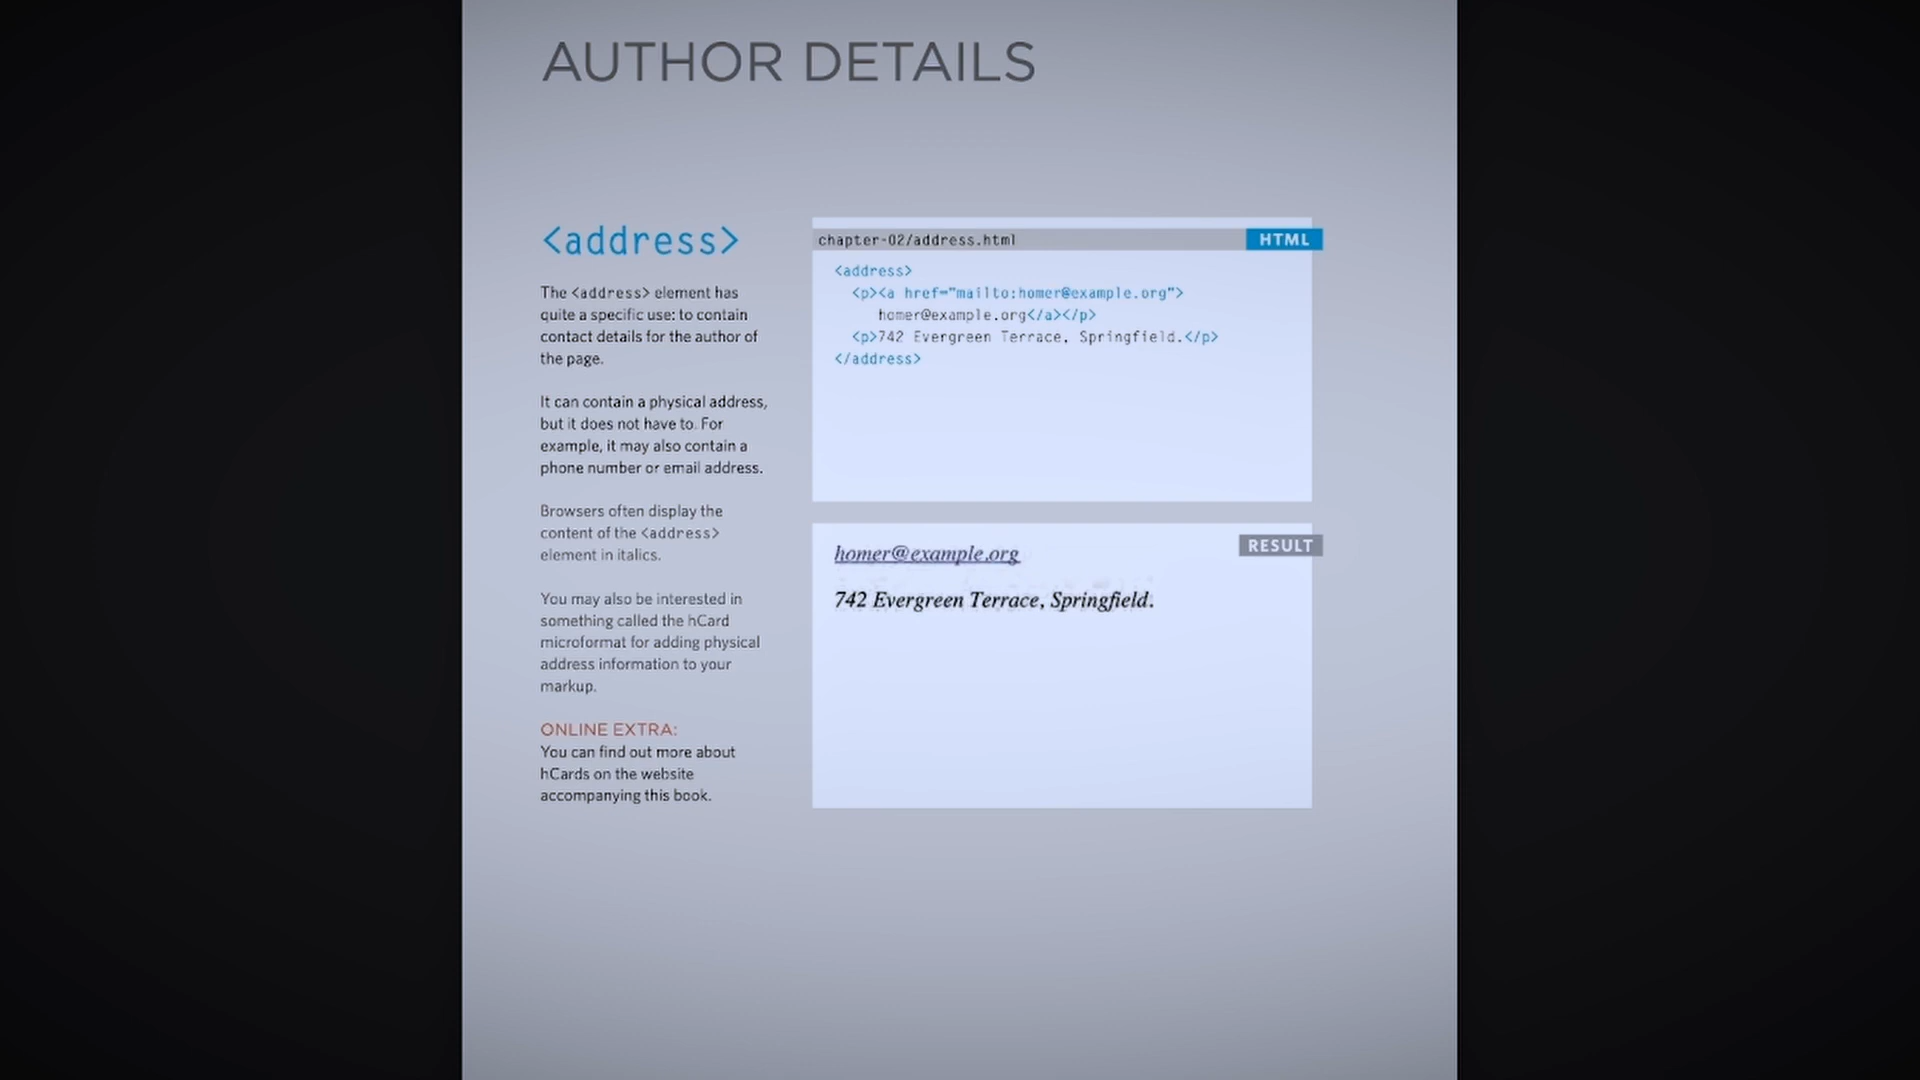 AUTHOR DETAILS
<address>
The <address> element has
quite a specific use: to contain
contact details for the author of
the page.
It can contain a physical address,
but it does not have to. For
example, it may also contain a
phone number or email address.
Browsers often display the
content of the <address>
element in italics.
You may also be interested in
something called the hCard
microformat for adding physical
address information to your
markup.
ONLINE EXTRA:
You can find out more about
hCards on the website
accompanying this book.
chapter-02/address.html
HTML
<address>
<p><a href="mailto:homer@example.org">
homer@example.org</a></p>
<p>742 Evergreen Terrace, Springfield.</p>
</address>
RESULT
homer@example.org
742 Evergreen Terrace, Springfield.